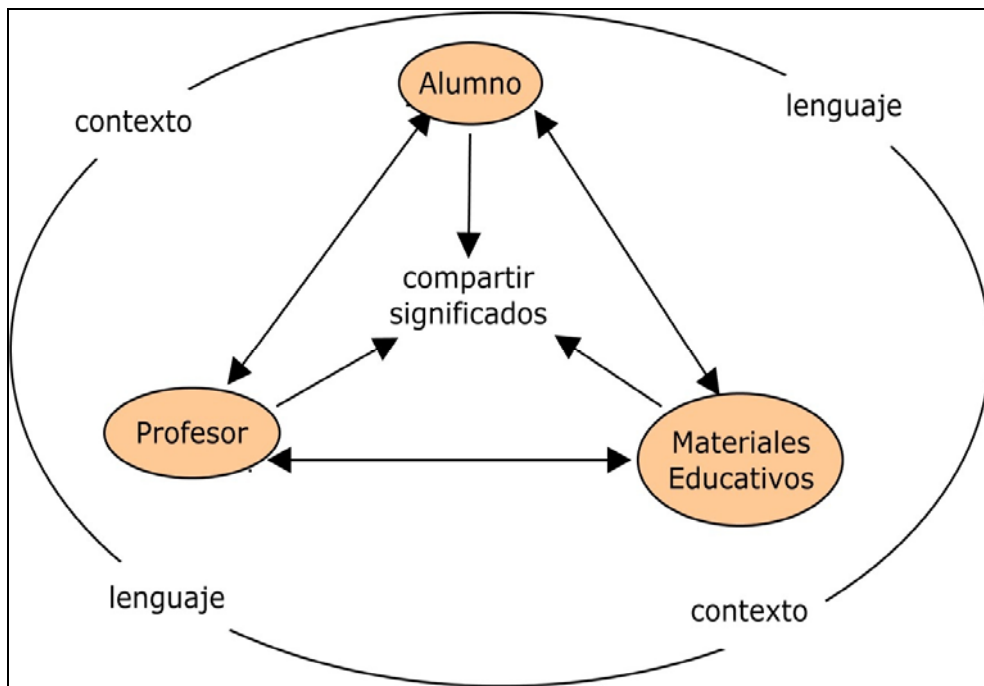 Alumno
contexto
lenguaje
compartir
significados
Profesor
Materiales
Educativos
lenguaje
contexto